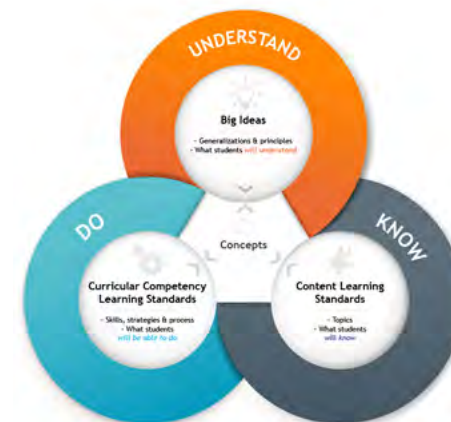 UNDERSTAND
Big Ideas
- Generalizations & principles
- What students will understand
DO
KNOW
Concepts
Curricular Competency
Learning Standards
- Skills, strategies & process
- What students
will be able to do
Content Learning
Standards
- Topics
- What students
will know